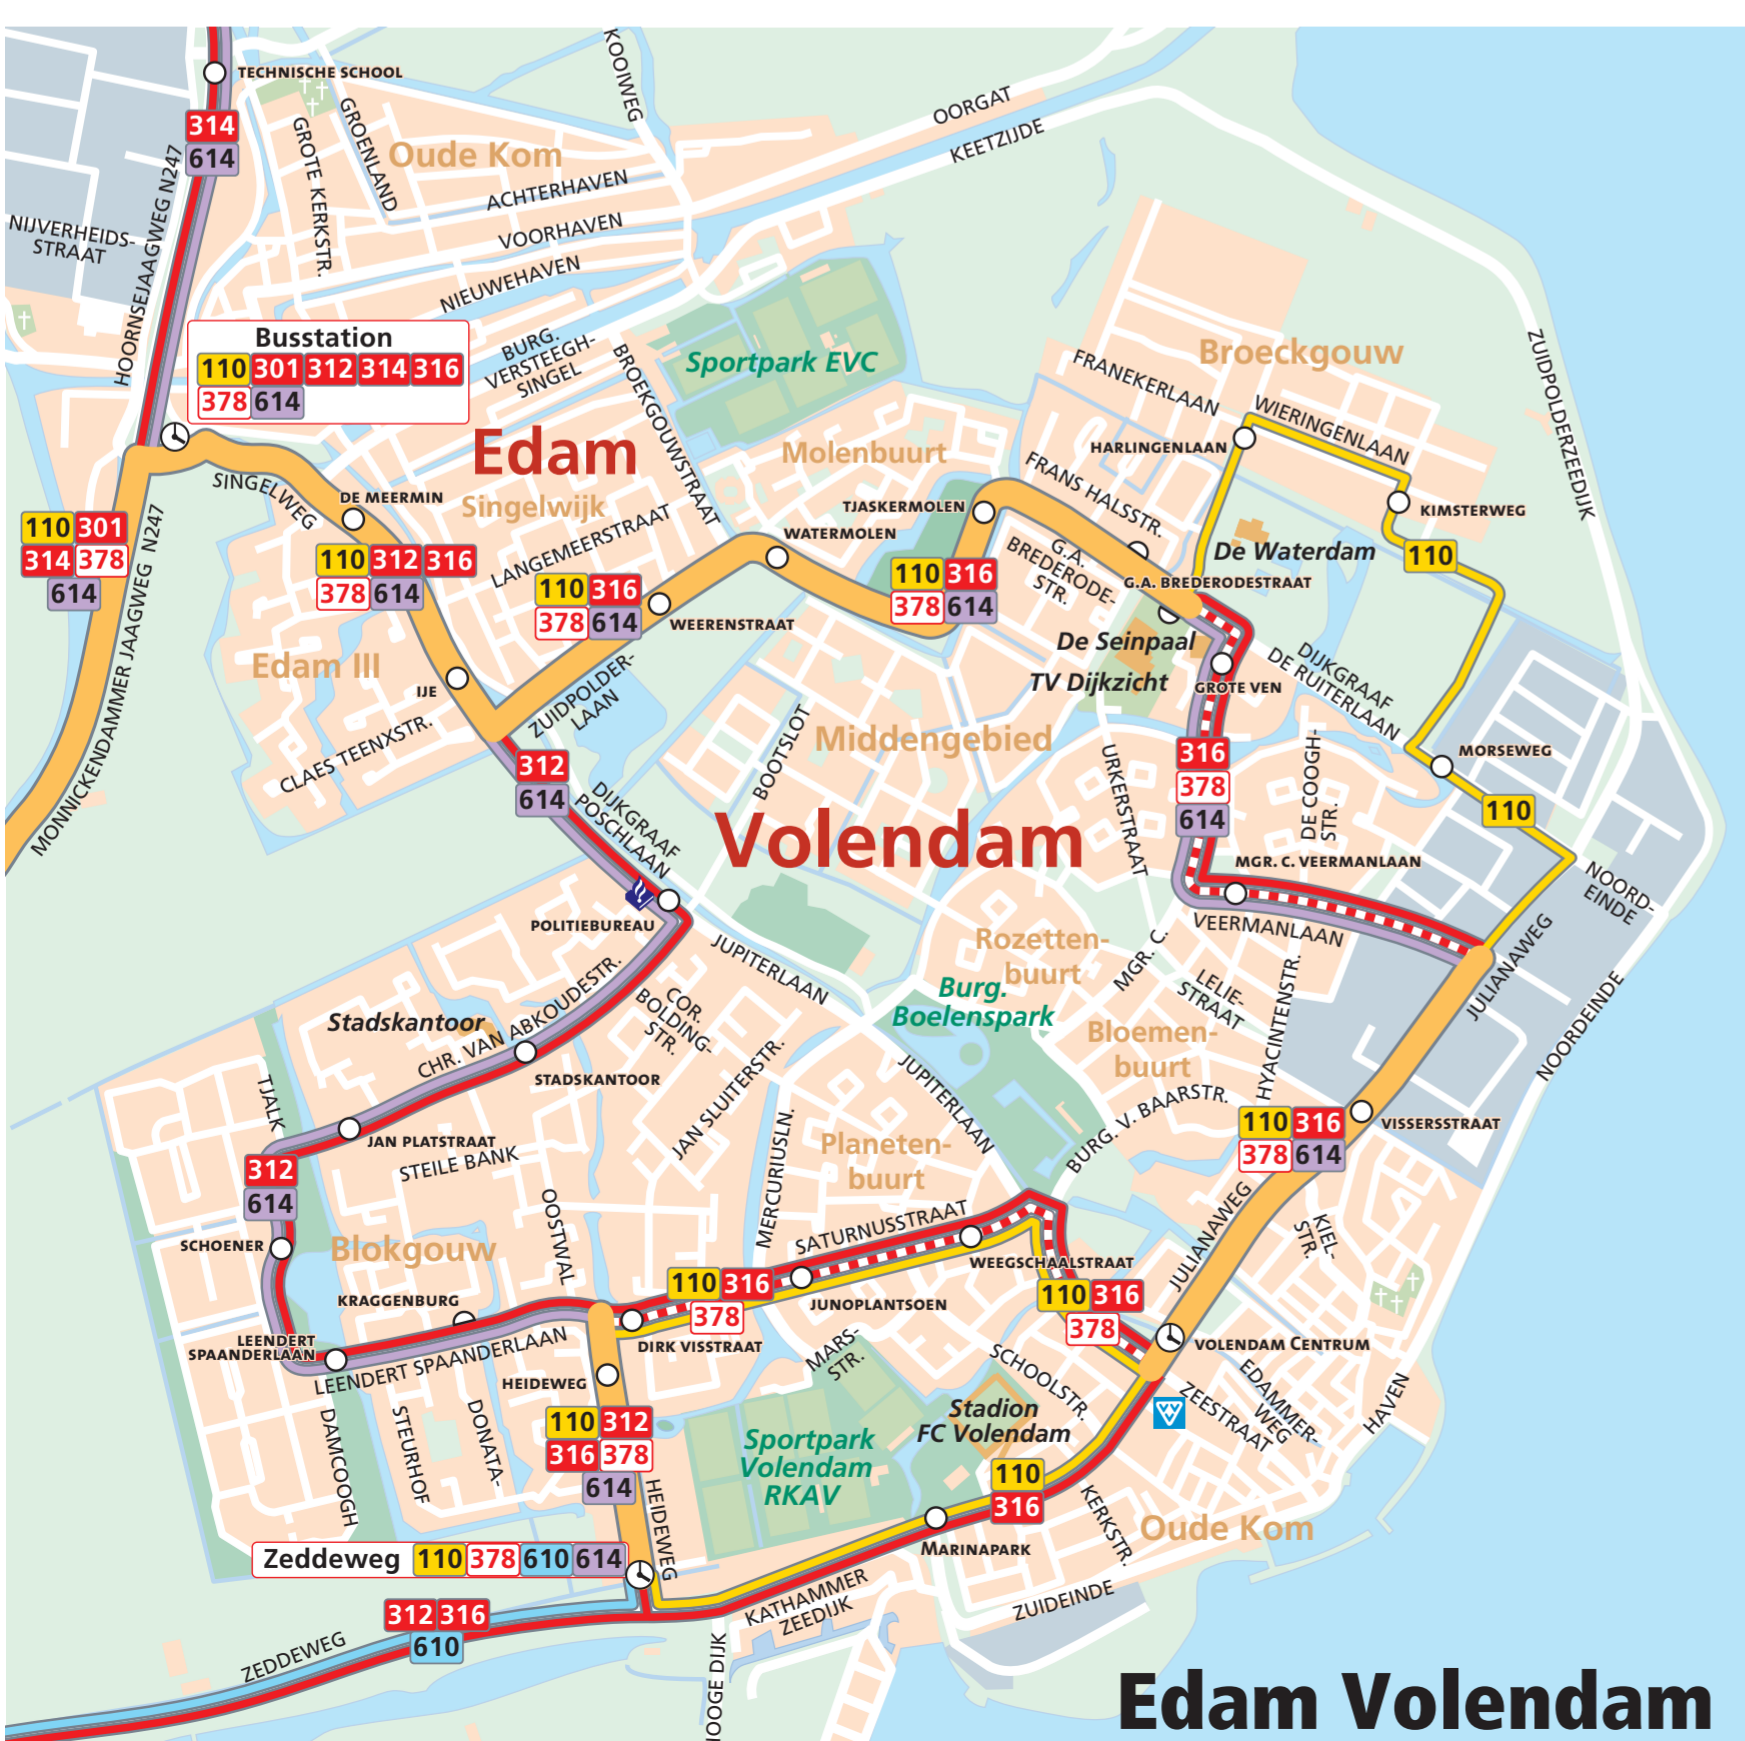 TECHNISCHE SCHOOL
314
614
HOORNSEJAAGWEG N247
NIJVERHEIDS-
STRAAT
GROTE KERKSTR.
GROENLAND
Oude Kom
KOOIWEG
ACHTERHAVEN
VOORHAVEN
NIEUWEHAVEN
OORGAT
KEETZIJDE
Busstation
110 301 312 314 316
378 614
BURG.
VERSTEEGH-
SINGEL
BROEKGOUWSTRAAT
Sportpark EVC
Broeckgouw
FRANEKERLAAN
WIERINGENLAAN
HARLINGENLAAN
ZUIDPOLDERZEEDIJK
Edam
Singelwijk
Molenbuurt
SINGELWEG
DE MEERMIN
LANGEMEERSTRAAT
FRANS HALSSTR.
TJASKERMOLEN
WATERMOLEN
KIMSTERWEG
De Waterdam
110
110 301
314 378
614
110 312 316
378 614
110 316
378 614
110 316
378 614
G.A.
BREDERODE-
STR.
G.A. BREDERODESTRAAT
WEERENSTRAAT
MONNICKENDAMMER JAAGWEG N247
Edam III
IJE
ZUIDPOLDER-
LAAN
CLAES TEENXSTR.
De Seinpaal
TV Dijkzicht
GROTE VEN
DIJKGRAAF
DE RUITERLAAN
MORSEWEG
110
312
614
DIJKGRAAF
POSCHLAAN
BOOTSLOT
Middengebied
URKERSTRAAT
316
378
614
DE COOGH-
STR.
Volendam
MGR. C. VEERMANLAAN
NOORD-
EINDE
POLITIEBUREAU
JUPITERLAAN
Rozetten-
buurt
MGR. C.
VEERMANLAAN
LELIE-
STRAAT
HYACINTENSTR.
JULIANAWEG
NOORDEINDE
Burg.
Boelenspark
Bloemen-
buurt
Stadskantoor
CHR. VAN ABKOUDESTR.
COR.
BOLDING-
STR.
STADSKANTOOR
JAN SLUITERSTR.
JUPITERLAAN
BURG. V. BAARSTR.
TJALK
JAN PLATSTRAAT
STEILE BANK
MERCURIUSLN.
Planeten-
buurt
110 316
378 614
VISSERSSTRAAT
312
614
SCHOENER
Blokgouw
OOSTWAL
SATURNUSSTRAAT
WEEGSCHAALSTRAAT
JULIANAWEG
KIEL-
STR.
KRAGGENBURG
110 316
378
JUNOPLANTSOEN
110 316
378
LEENDERT
SPAANDERLAAN
LEENDERT SPAANDERLAAN
DIRK VISSTRAAT
MARS-
STR.
VOLENDAM CENTRUM
HEIDEWEG
SCHOOLSTR.
EDAMMER-
WEG
ZEESTRAAT
HAVEN
DAMCOOGH
STEURHOF
DONATA-
110 312
316 378
614
HEIDEWEG
Sportpark
Volendam
RKAV
Stadion
FC Volendam
110
316
KERKSTR.
Oude Kom
MARINAPARK
Zeddeweg 110 378 610 614
312 316
610
ZEDDEWEG
KATHAMMER
ZEEDIJK
ZUIDEINDE
HOOGE DIJK
Edam Volendam